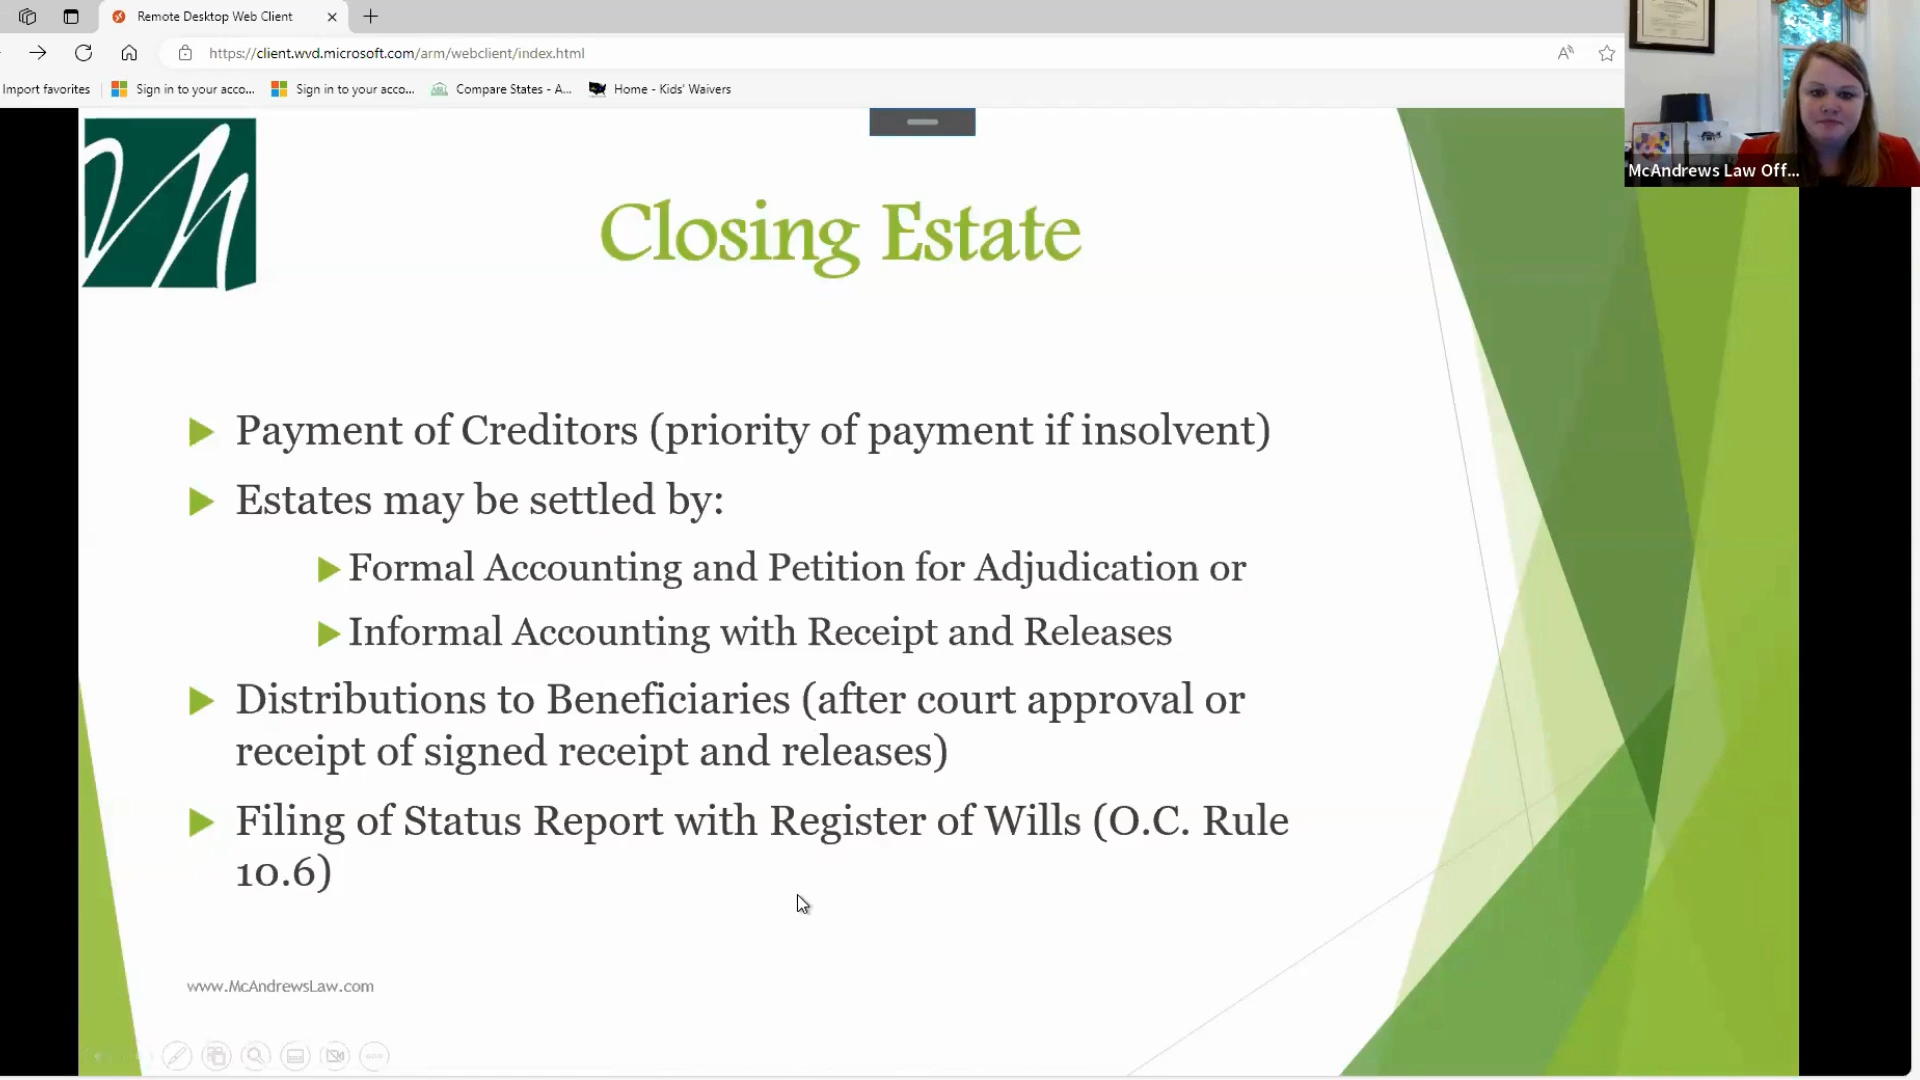 Remote Desktop Web Client
https://client.wvd.microsoft.com/arm/webclient/index.html
Import favorites
Sign in to your acco...
Sign in to your acco...
Compare States - A...
Home - Kids' Waivers
McAndrews Law Off...
Closing Estate
Payment of Creditors (priority of payment if insolvent)
Estates may be settled by:
Formal Accounting and Petition for Adjudication or
Informal Accounting with Receipt and Releases
Distributions to Beneficiaries (after court approval or
receipt of signed receipt and releases)
Filing of Status Report with Register of Wills (O.C. Rule
10.6)
www.McAndrewsLaw.com